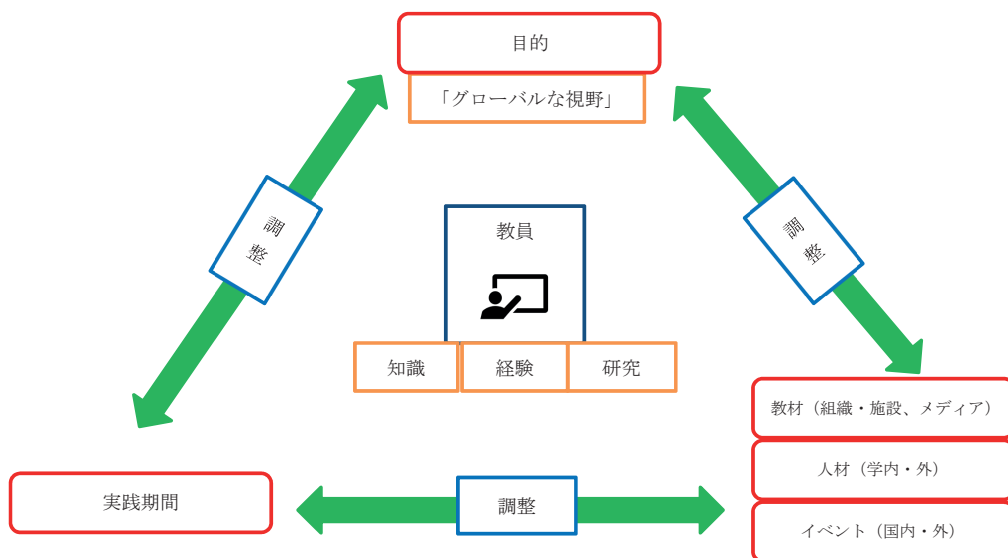 目的
「グローバルな視野」
調整
調整
教員
知識
経験
研究
教材（組織・施設、メディア）
人材（学内・外）
イベント（国内・外）
実践期間
調整